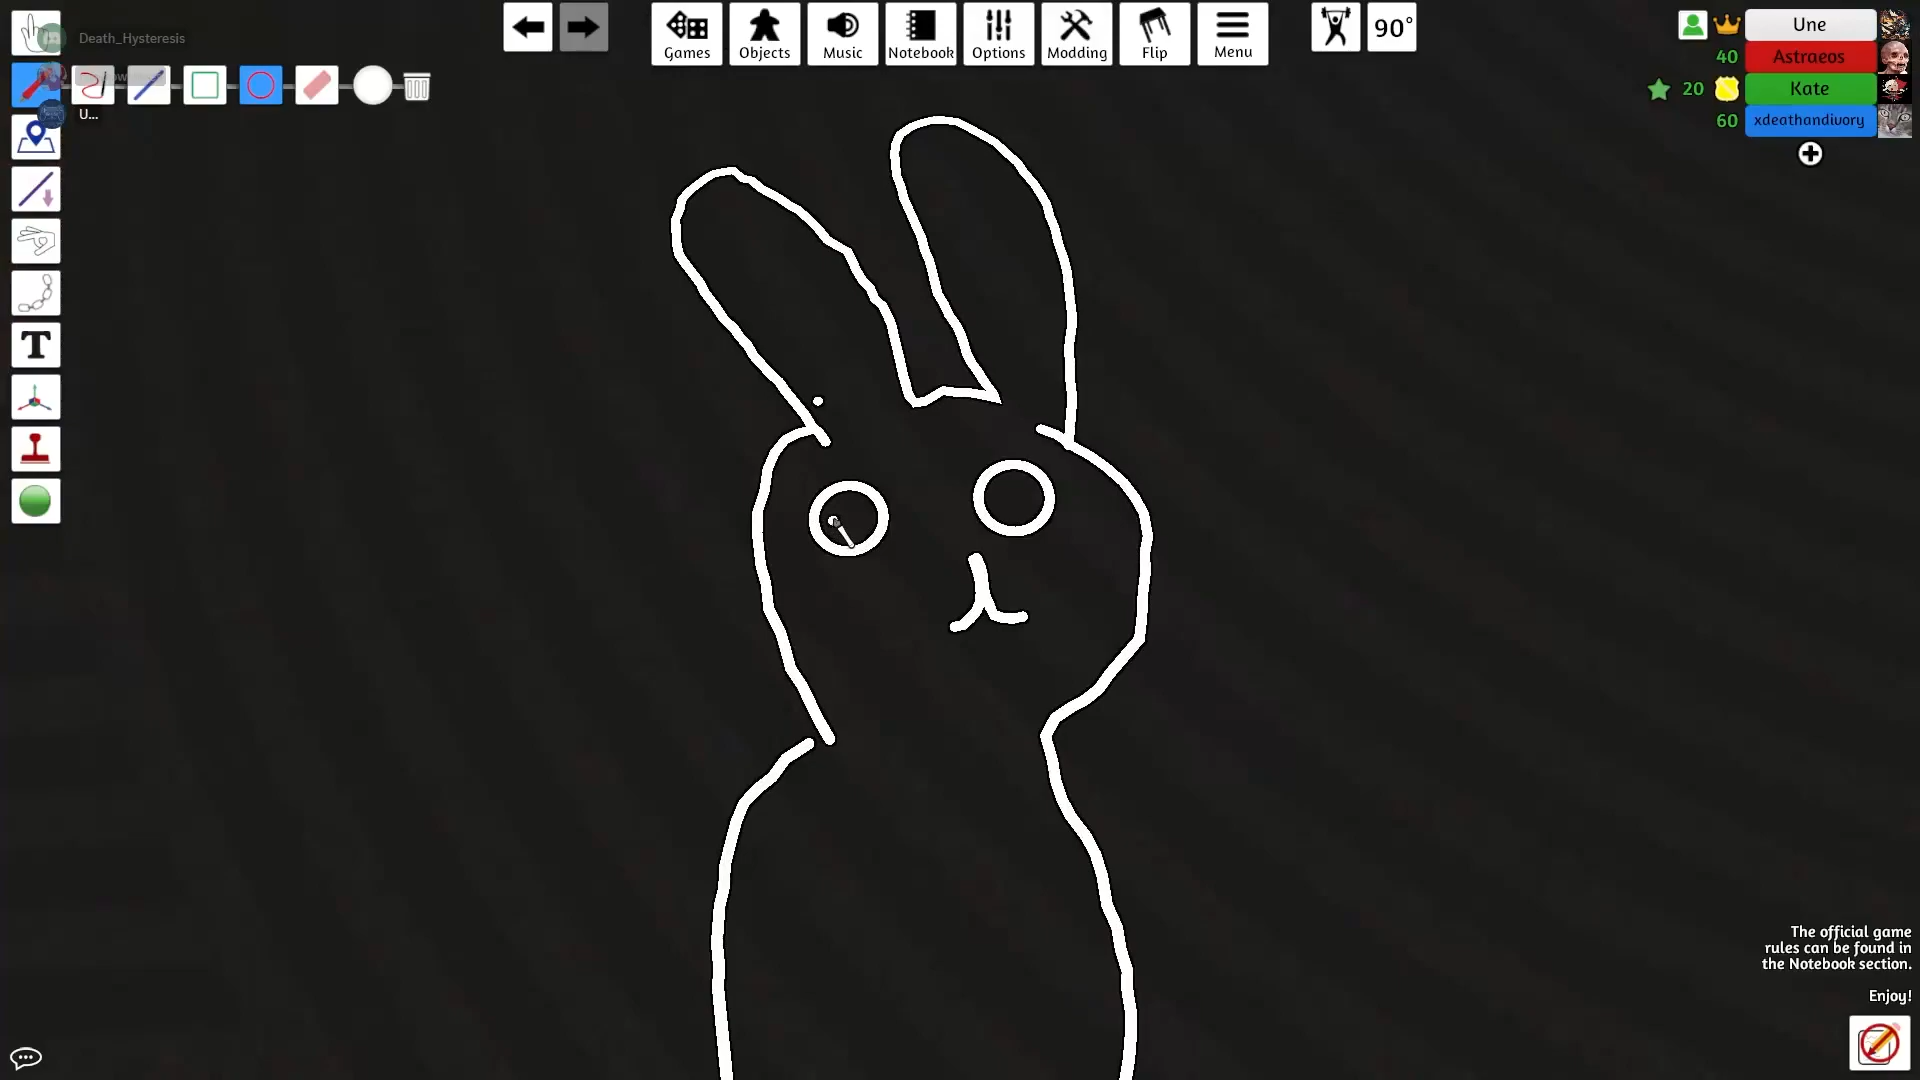 Death_Hysteresis
U...
Games
Objects
Music
Notebook
Options
Modding
Flip
Menu
90°
Une
40 Astraeos
20 Kate
60 xdeathandivory
T
The official game
rules can be found in
the Notebook section.
Enjoy!